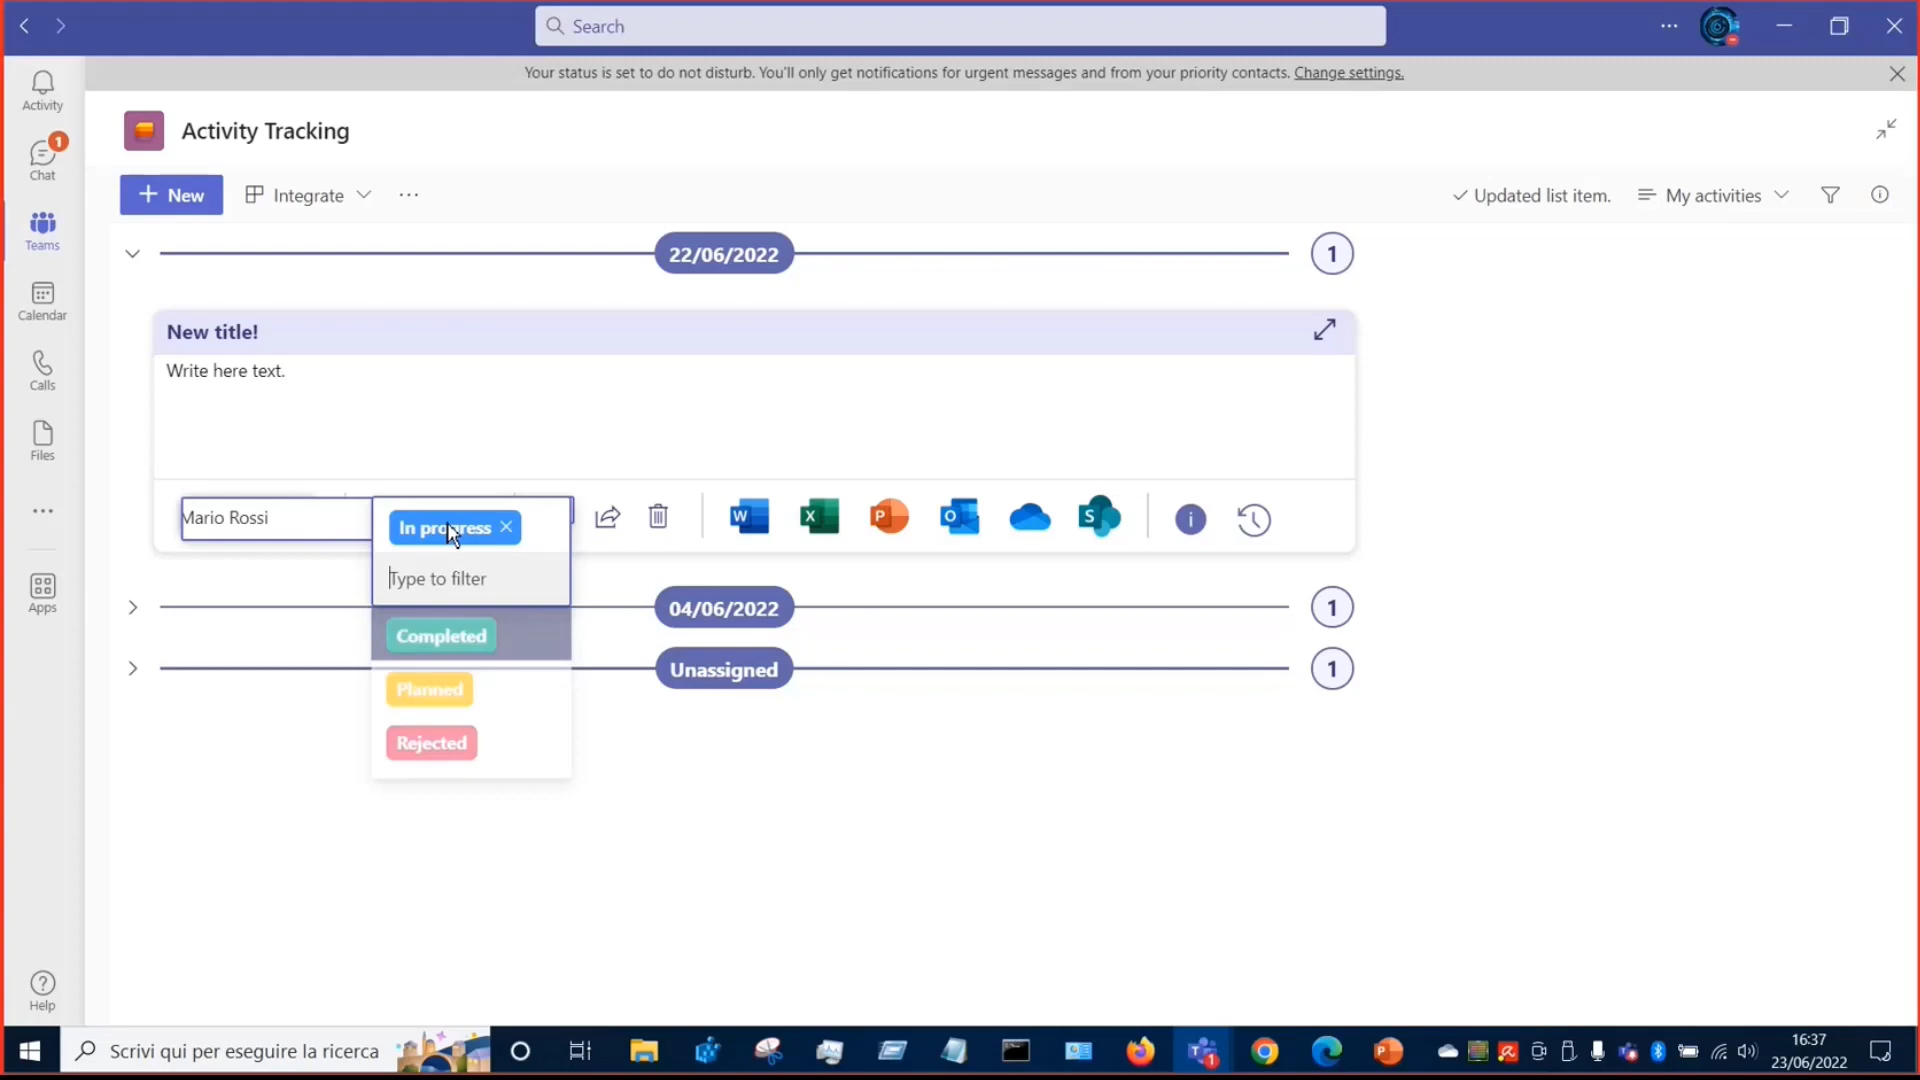 Search
Your status is set to do not disturb. You'll only get notifications for urgent messages and from your priority contacts. Change settings.
Activity
Chat
1
Teams
Calendar
Calls
Files
Apps
Help
Activity Tracking
New
Integrate
Updated list item.
My activities
22/06/2022
1
New title!
Write here text.
Mario Rossi
In progress
Type to filter
Completed
Planned
Rejected
W
X
P
O
S
i
04/06/2022
1
Unassigned
1
Scrivi qui per eseguire la ricerca
1
P
16:37
23/06/2022